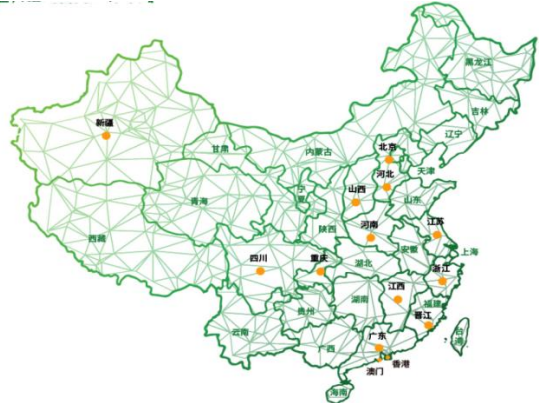 黑龙江
吉林
新疆
辽宁
北京
甘肃
内蒙古
天津
河北
宁夏
山西
山东
青海
河南
江苏
陕西
西藏
安徽
上海
四川
重庆
湖北
浙江
江西
湖南
福建
贵州
晋江
云南
广东
台湾
广西
香港
澳门
海南